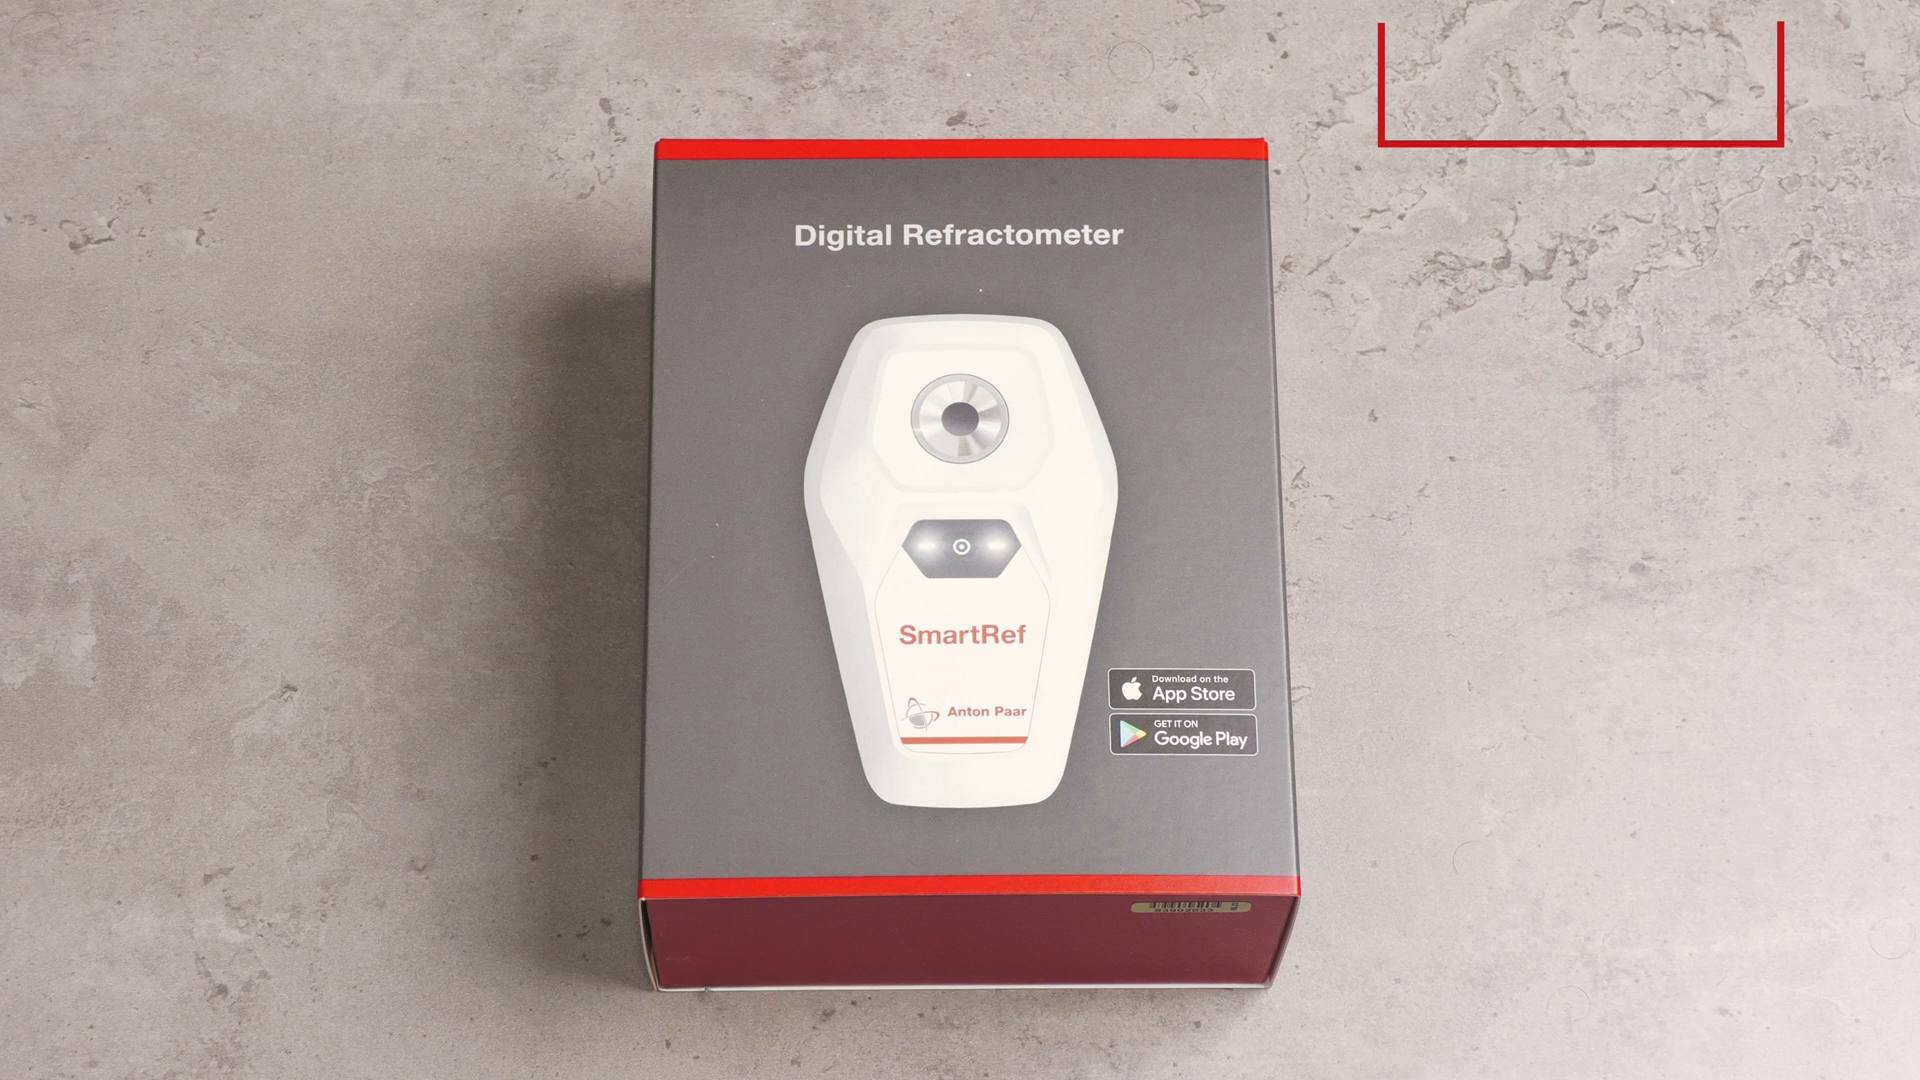 Digital Refractometer
SmartRef
Anton Paar
Download on the
App Store
GET IT ON
Google Play